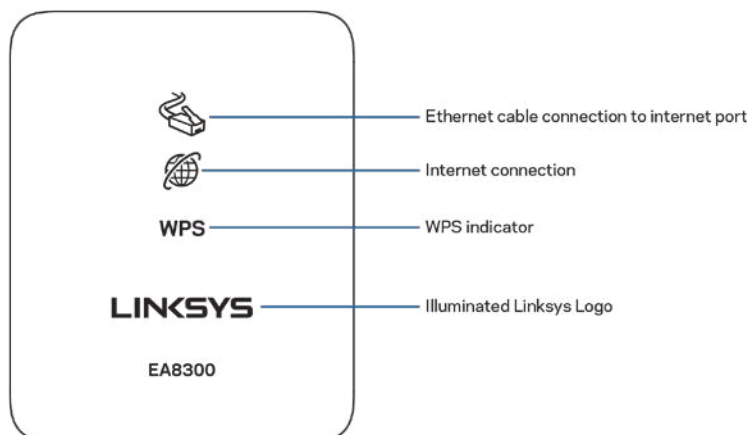 Ethernet cable connection to internet port
Internet connection
WPS
WPS indicator
LINKSYS
Illuminated Linksys Logo
EA8300